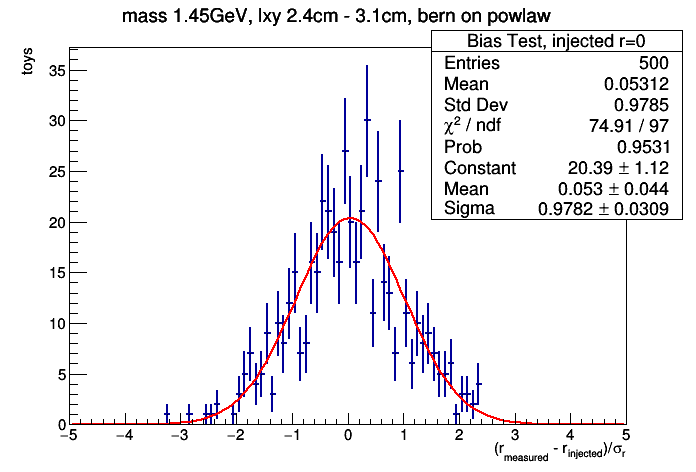 mass 1.45GeV, lxy 2.4cm - 3.1cm, bern on powlaw
Bias Test, injected r=0
Entries 500
Mean 0.05312
Std Dev 0.9785
χ² / ndf 74.91 / 97
Prob 0.9531
Constant 20.39 ± 1.12
Mean 0.053 ± 0.044
Sigma 0.9782 ± 0.0309
toys
35
30
25
20
15
10
5
0
−5 −4 −3 −2 −1 0 1 2 3 4 5
(r_measured - r_injected)/σ_r